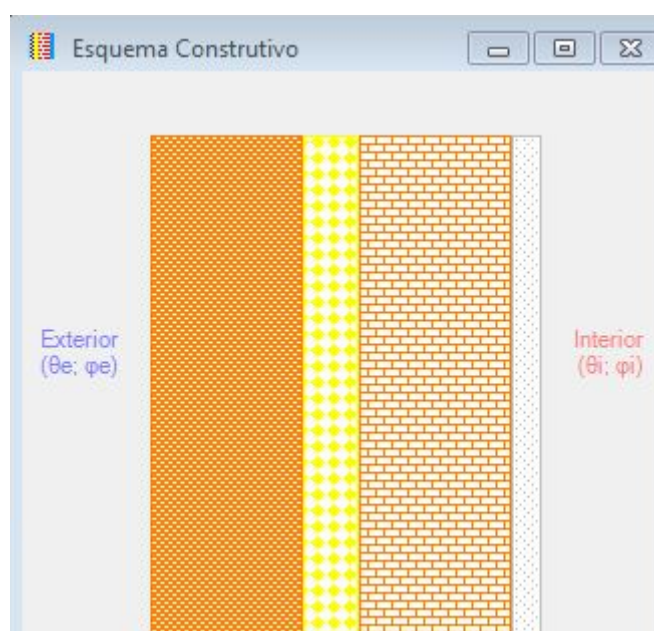 Esquema Construtivo
Exterior
(θe; φe)
Interior
(θi; φi)